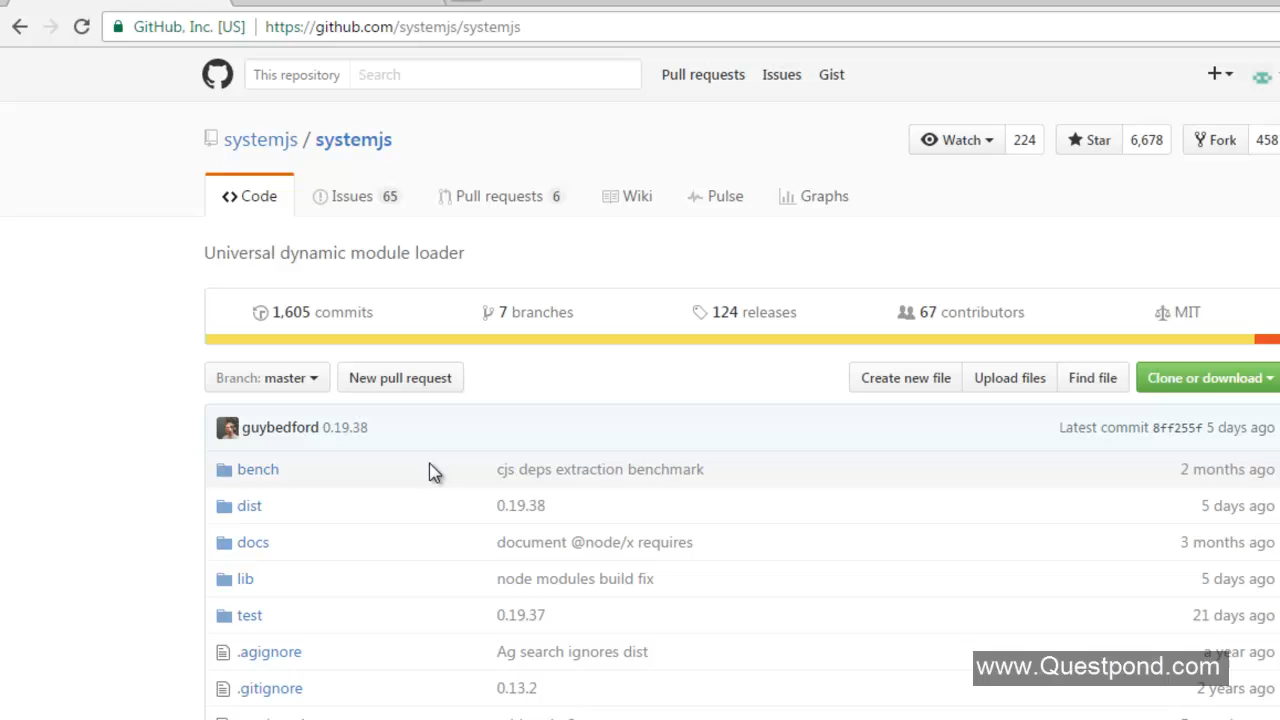 GitHub, Inc. [US] https://github.com/systemjs/systemjs
This repository Search Pull requests Issues Gist
systemjs / systemjs Watch 224 Star 6,678 Fork 458
Code Issues 65 Pull requests 6 Wiki Pulse Graphs
Universal dynamic module loader
1,605 commits 7 branches 124 releases 67 contributors MIT
Branch: master New pull request Create new file Upload files Find file Clone or download
guybedford 0.19.38 Latest commit 8ff255f 5 days ago
bench cjs deps extraction benchmark 2 months ago
dist 0.19.38 5 days ago
docs document @node/x requires 3 months ago
lib node modules build fix 5 days ago
test 0.19.37 21 days ago
.agignore Ag search ignores dist a year ago
www.Questpond.com
.gitignore 0.13.2 2 years ago